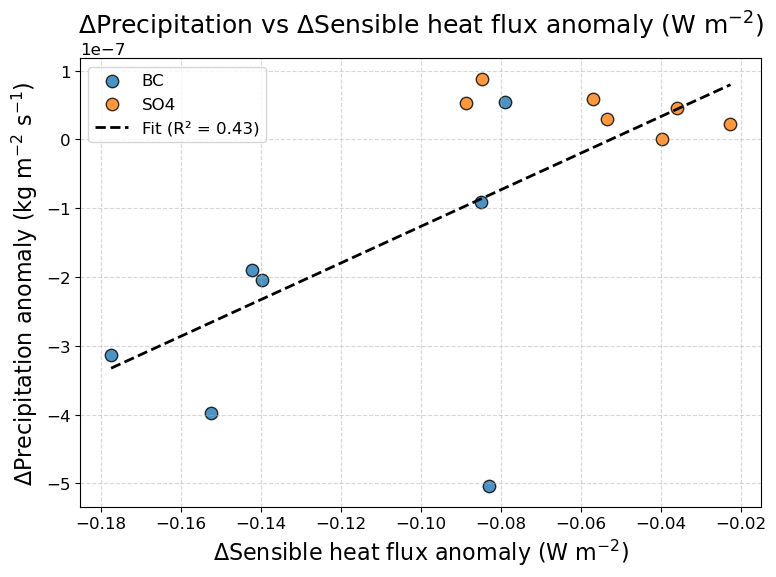 ΔPrecipitation vs ΔSensible heat flux anomaly (W m⁻²)
1e−7
BC
SO4
Fit (R² = 0.43)
1
0
−1
−2
−3
−4
−5
ΔPrecipitation anomaly (kg m⁻² s⁻¹)
−0.18 −0.16 −0.14 −0.12 −0.10 −0.08 −0.06 −0.04 −0.02
ΔSensible heat flux anomaly (W m⁻²)